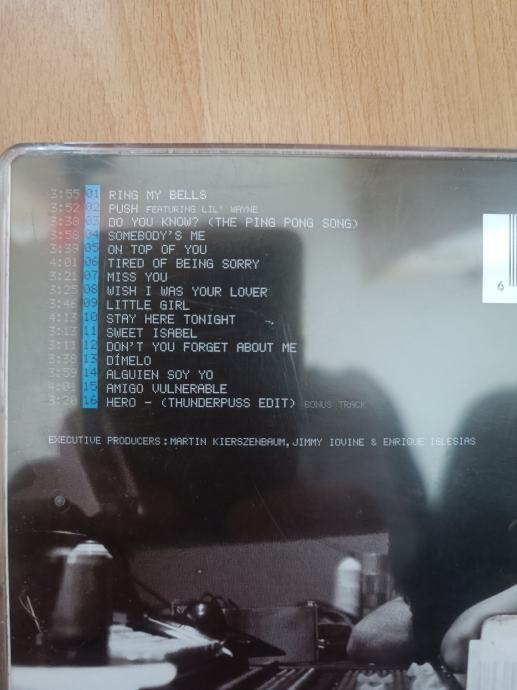 3:55 01 RING MY BELLS
3:52 02 PUSH FEATURING LIL' WAYNE
3:38 03 DO YOU KNOW? (THE PING PONG SONG)
3:58 04 SOMEBODY'S ME
3:39 05 ON TOP OF YOU
4:01 06 TIRED OF BEING SORRY
3:21 07 MISS YOU
3:25 08 WISH I WAS YOUR LOVER
3:46 09 LITTLE GIRL
4:13 10 STAY HERE TONIGHT
3:13 11 SWEET ISABEL
3:11 12 DON'T YOU FORGET ABOUT ME
3:38 13 DÍMELO
3:59 14 ALGUIEN SOY YO
4:01 15 AMIGO VULNERABLE
3:20 16 HERO - (THUNDERPUSS EDIT) BONUS TRACK
EXECUTIVE PRODUCERS: MARTIN KIERSZENBAUM, JIMMY IOVINE & ENRIQUE IGLESIAS
6